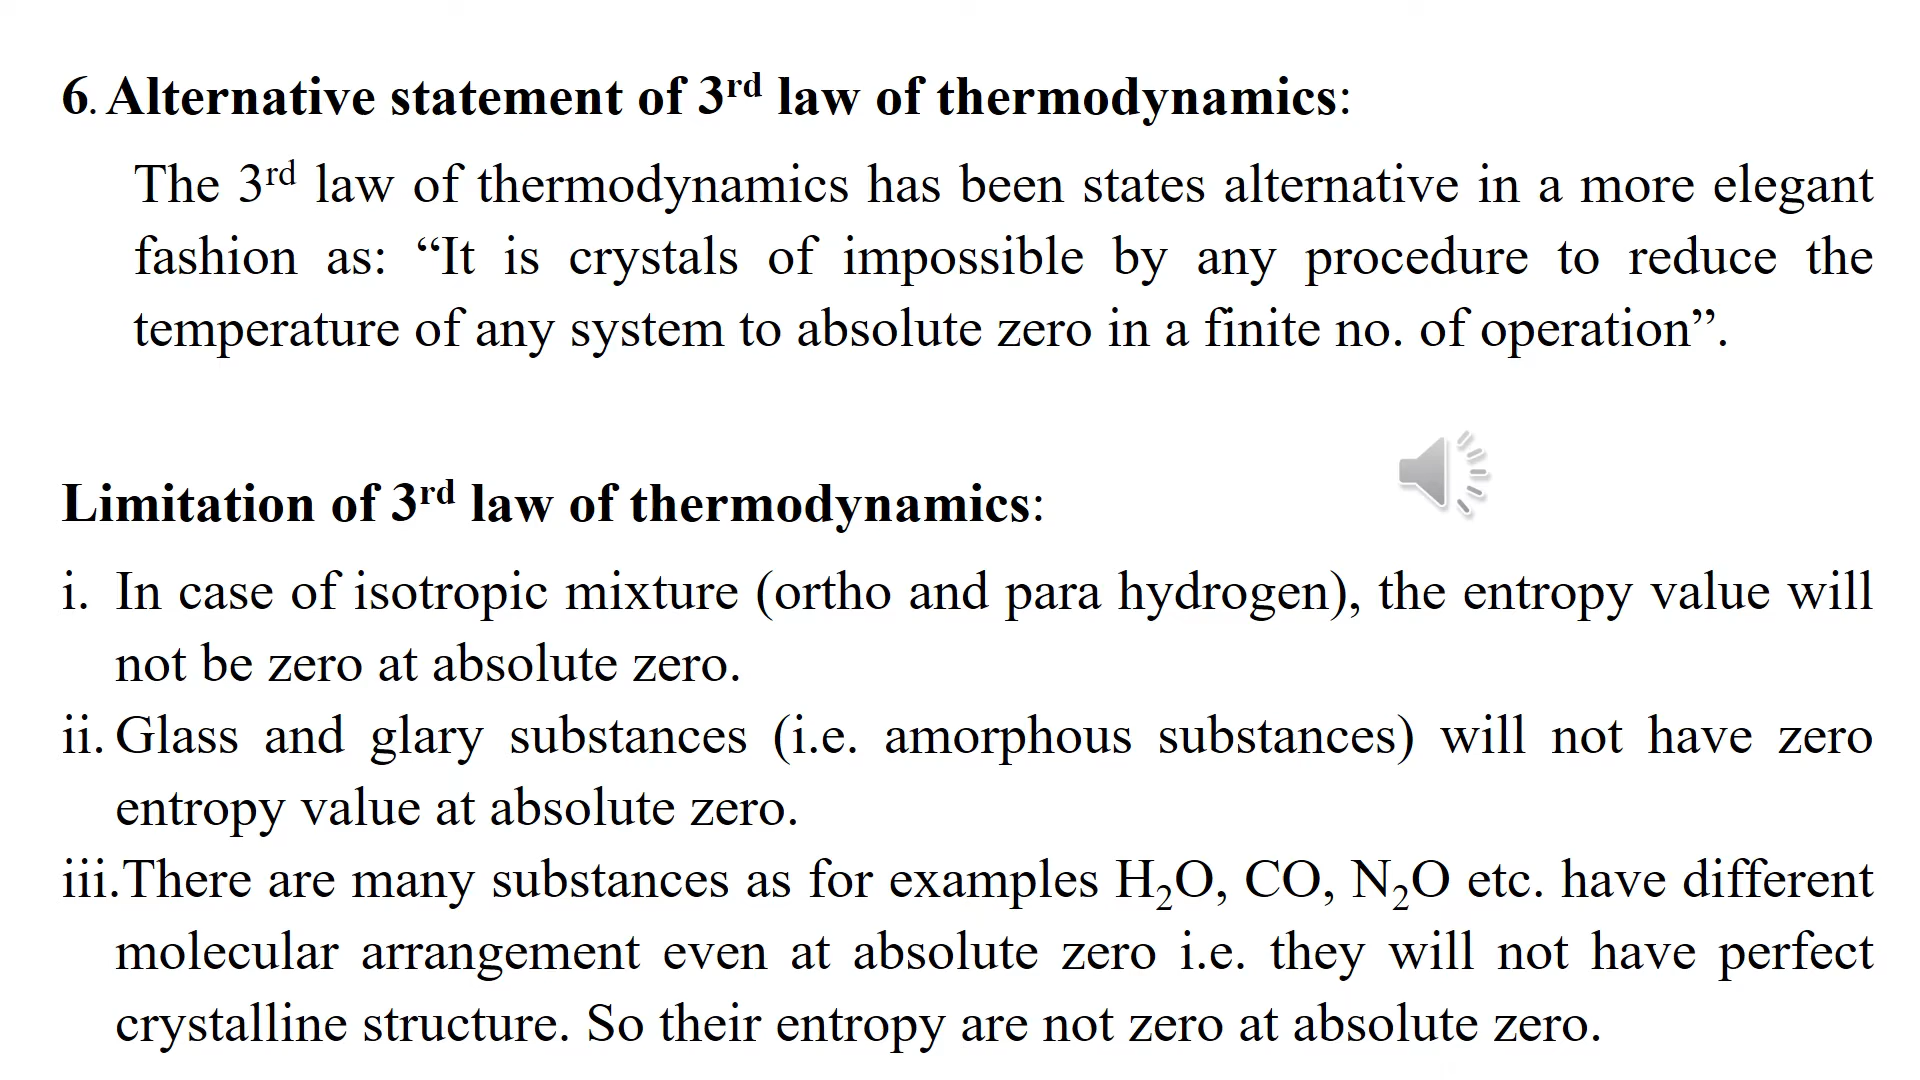 6. Alternative statement of 3rd law of thermodynamics:
The 3rd law of thermodynamics has been states alternative in a more elegant
fashion as: “It is crystals of impossible by any procedure to reduce the
temperature of any system to absolute zero in a finite no. of operation”.
Limitation of 3rd law of thermodynamics:
i. In case of isotropic mixture (ortho and para hydrogen), the entropy value will
not be zero at absolute zero.
ii. Glass and glary substances (i.e. amorphous substances) will not have zero
entropy value at absolute zero.
iii. There are many substances as for examples H₂O, CO, N₂O etc. have different
molecular arrangement even at absolute zero i.e. they will not have perfect
crystalline structure. So their entropy are not zero at absolute zero.